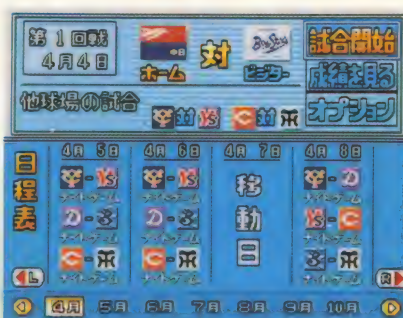 第1回戦
4月4日
中日
対
BlueStars
ホーム
ビジター
試合開始
成績を見る
オプション
他球場の試合
対 Ys C 対
日程表
4月 5日
4月 6日
4月 7日
4月 8日
移動日
ナイトゲーム
ナイトゲーム
ナイトゲーム
ナイトゲーム
ナイトゲーム
ナイトゲーム
ナイトゲーム
ナイトゲーム
ナイトゲーム
L
R
4月 5月 6月 7月 8月 9月 10月